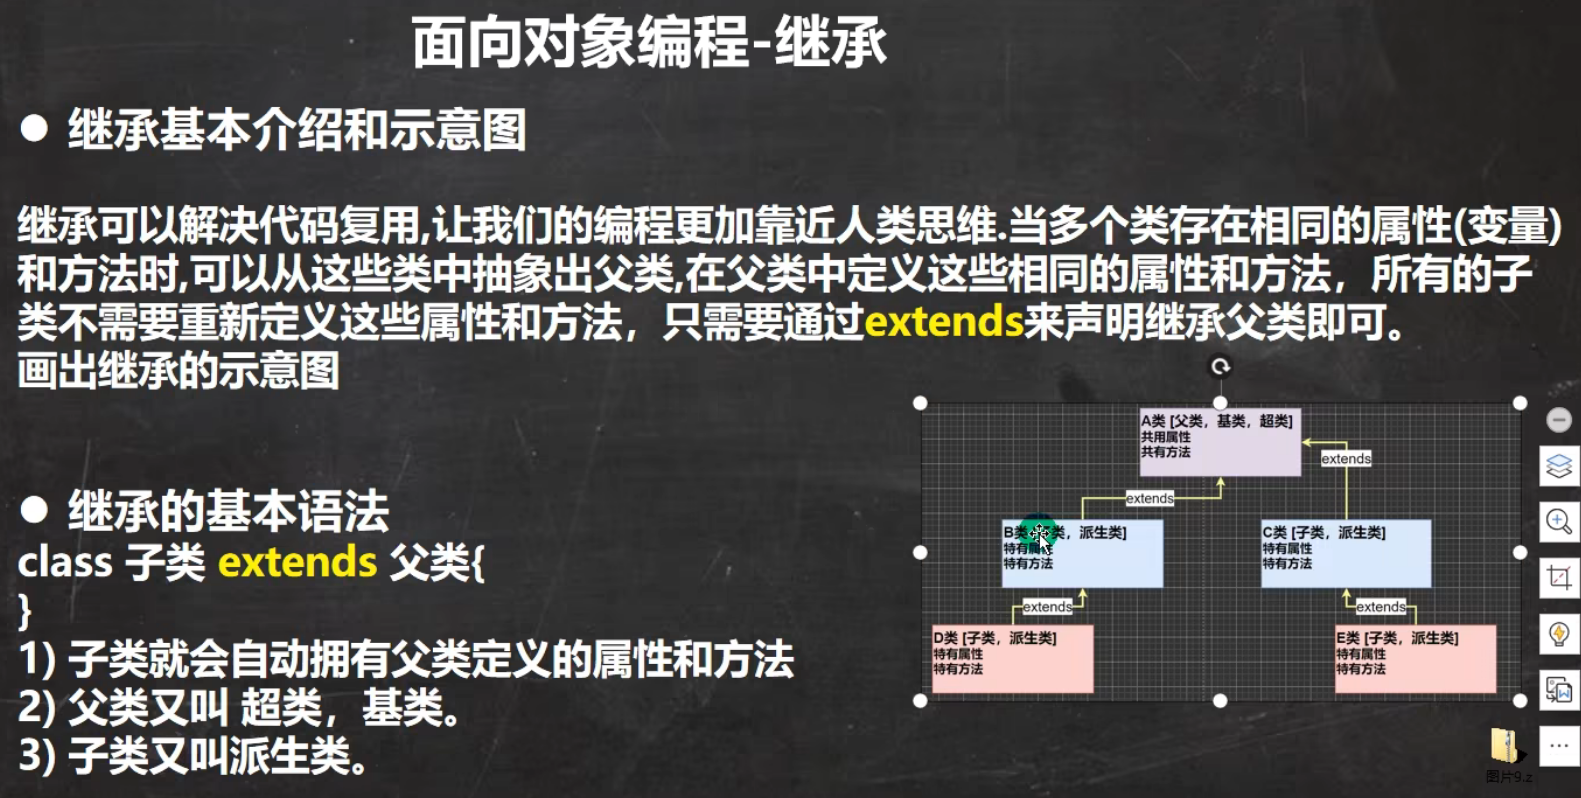 面向对象编程-继承
● 继承基本介绍和示意图
继承可以解决代码复用,让我们的编程更加靠近人类思维.当多个类存在相同的属性(变量)
和方法时,可以从这些类中抽象出父类,在父类中定义这些相同的属性和方法，所有的子
类不需要重新定义这些属性和方法，只需要通过extends来声明继承父类即可。
画出继承的示意图
A类 [父类，基类，超类]
共用属性
共有方法
extends
extends
B类 类，派生类]
特有属性
特有方法
C类 [子类，派生类]
特有属性
特有方法
extends
extends
D类 [子类，派生类]
特有属性
特有方法
E类 [子类，派生类]
特有属性
特有方法
● 继承的基本语法
class 子类 extends 父类{
}
1) 子类就会自动拥有父类定义的属性和方法
2) 父类又叫 超类，基类。
3) 子类又叫派生类。
图片9.z